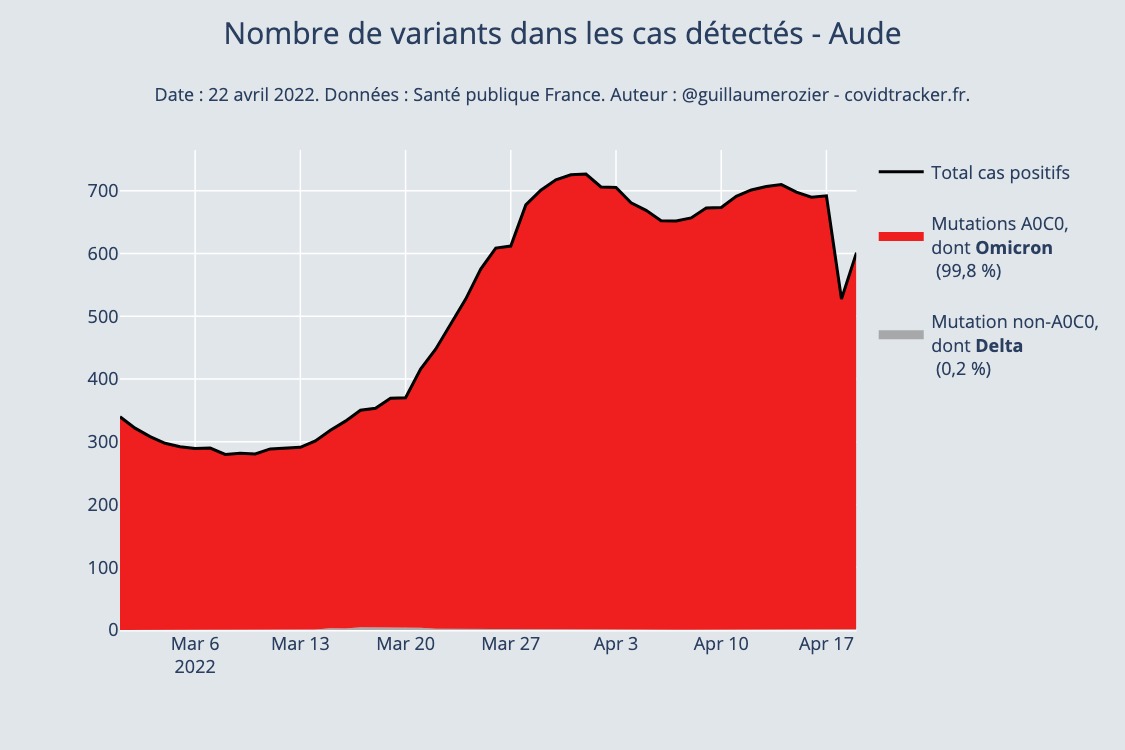 Nombre de variants dans les cas détectés - Aude
Date : 22 avril 2022. Données : Santé publique France. Auteur : @guillaumerozier - covidtracker.fr.
Total cas positifs
Mutations A0C0,
dont Omicron
(99,8 %)
Mutation non-A0C0,
dont Delta
(0,2 %)
700
600
500
400
300
200
100
0
Mar 6
2022
Mar 13
Mar 20
Mar 27
Apr 3
Apr 10
Apr 17